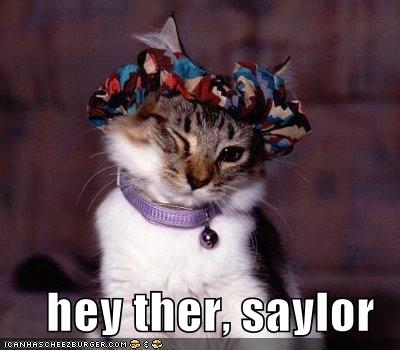 hey ther, saylor
ICANHASCHEEZBURGER.COM